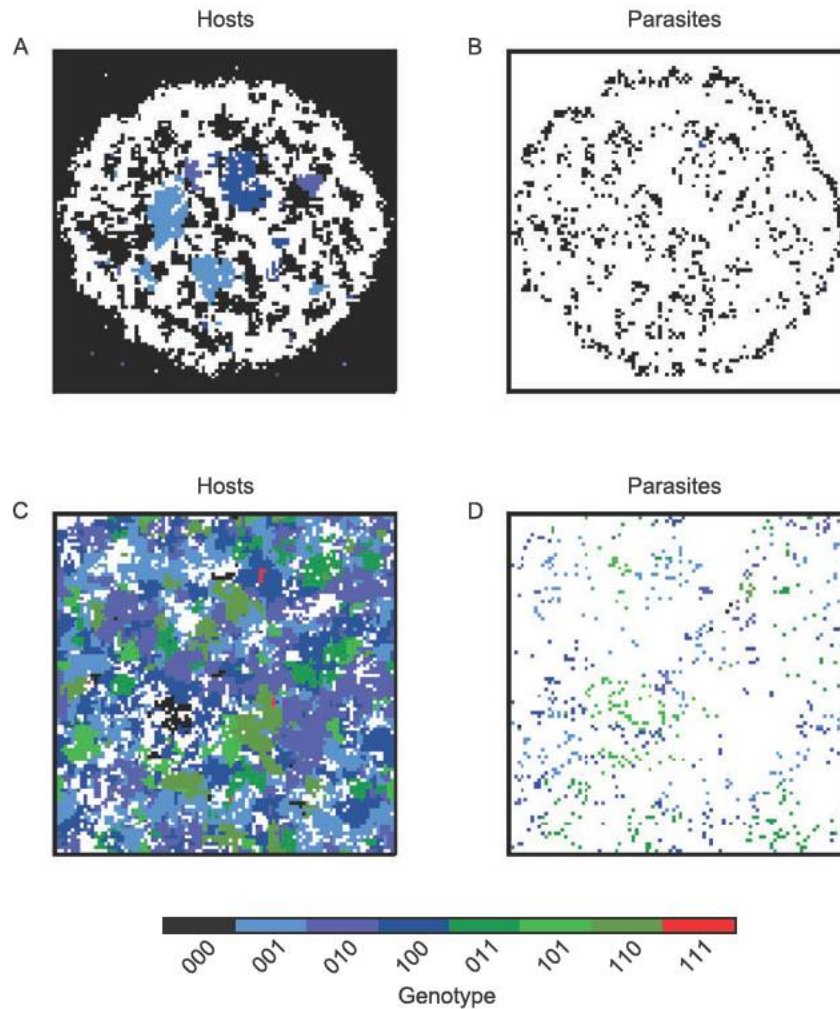 Hosts
Parasites
A
B
Hosts
Parasites
C
D
000
001
010
100
011
101
110
111
Genotype